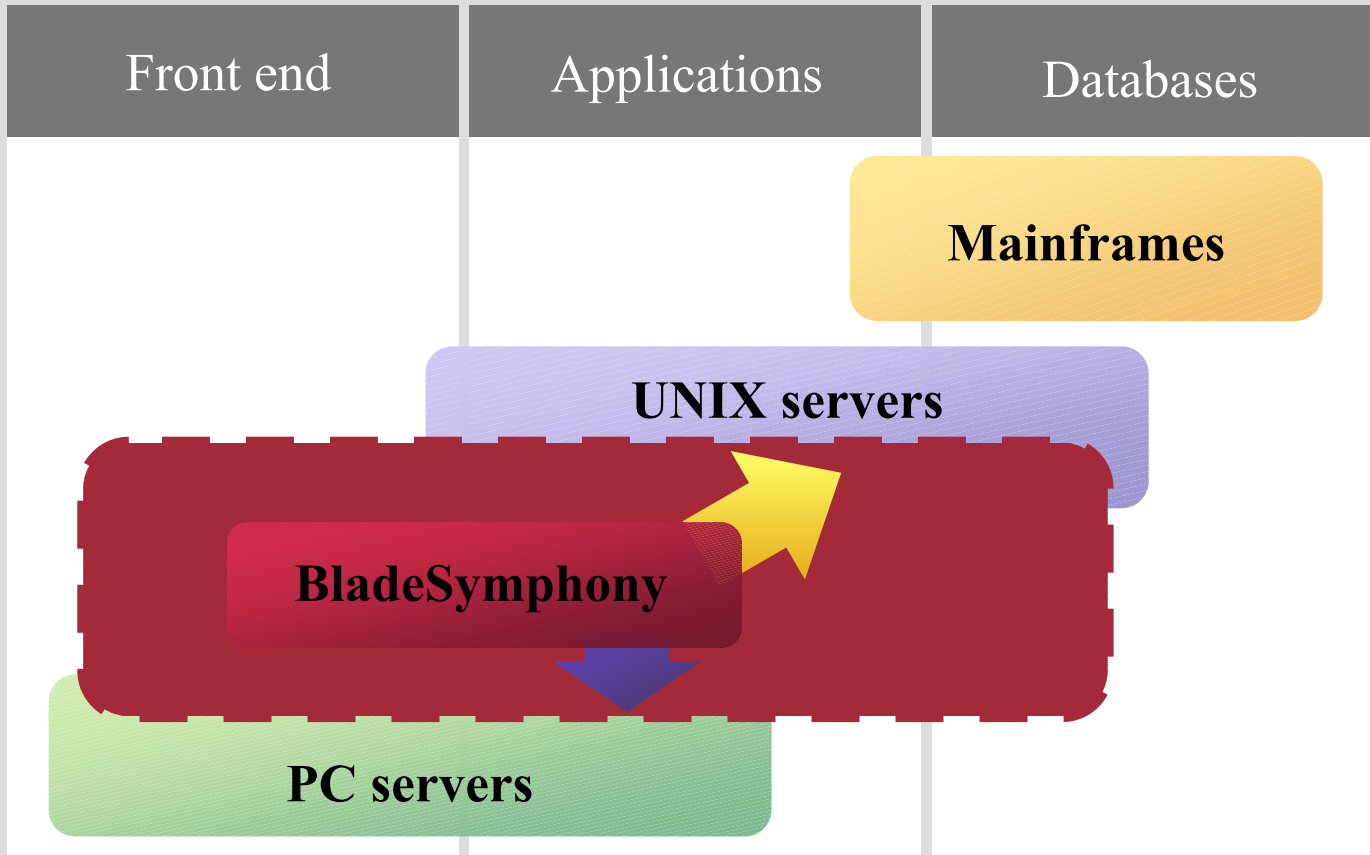 Front end
Applications
Databases
Mainframes
UNIX servers
BladeSymphony
PC servers